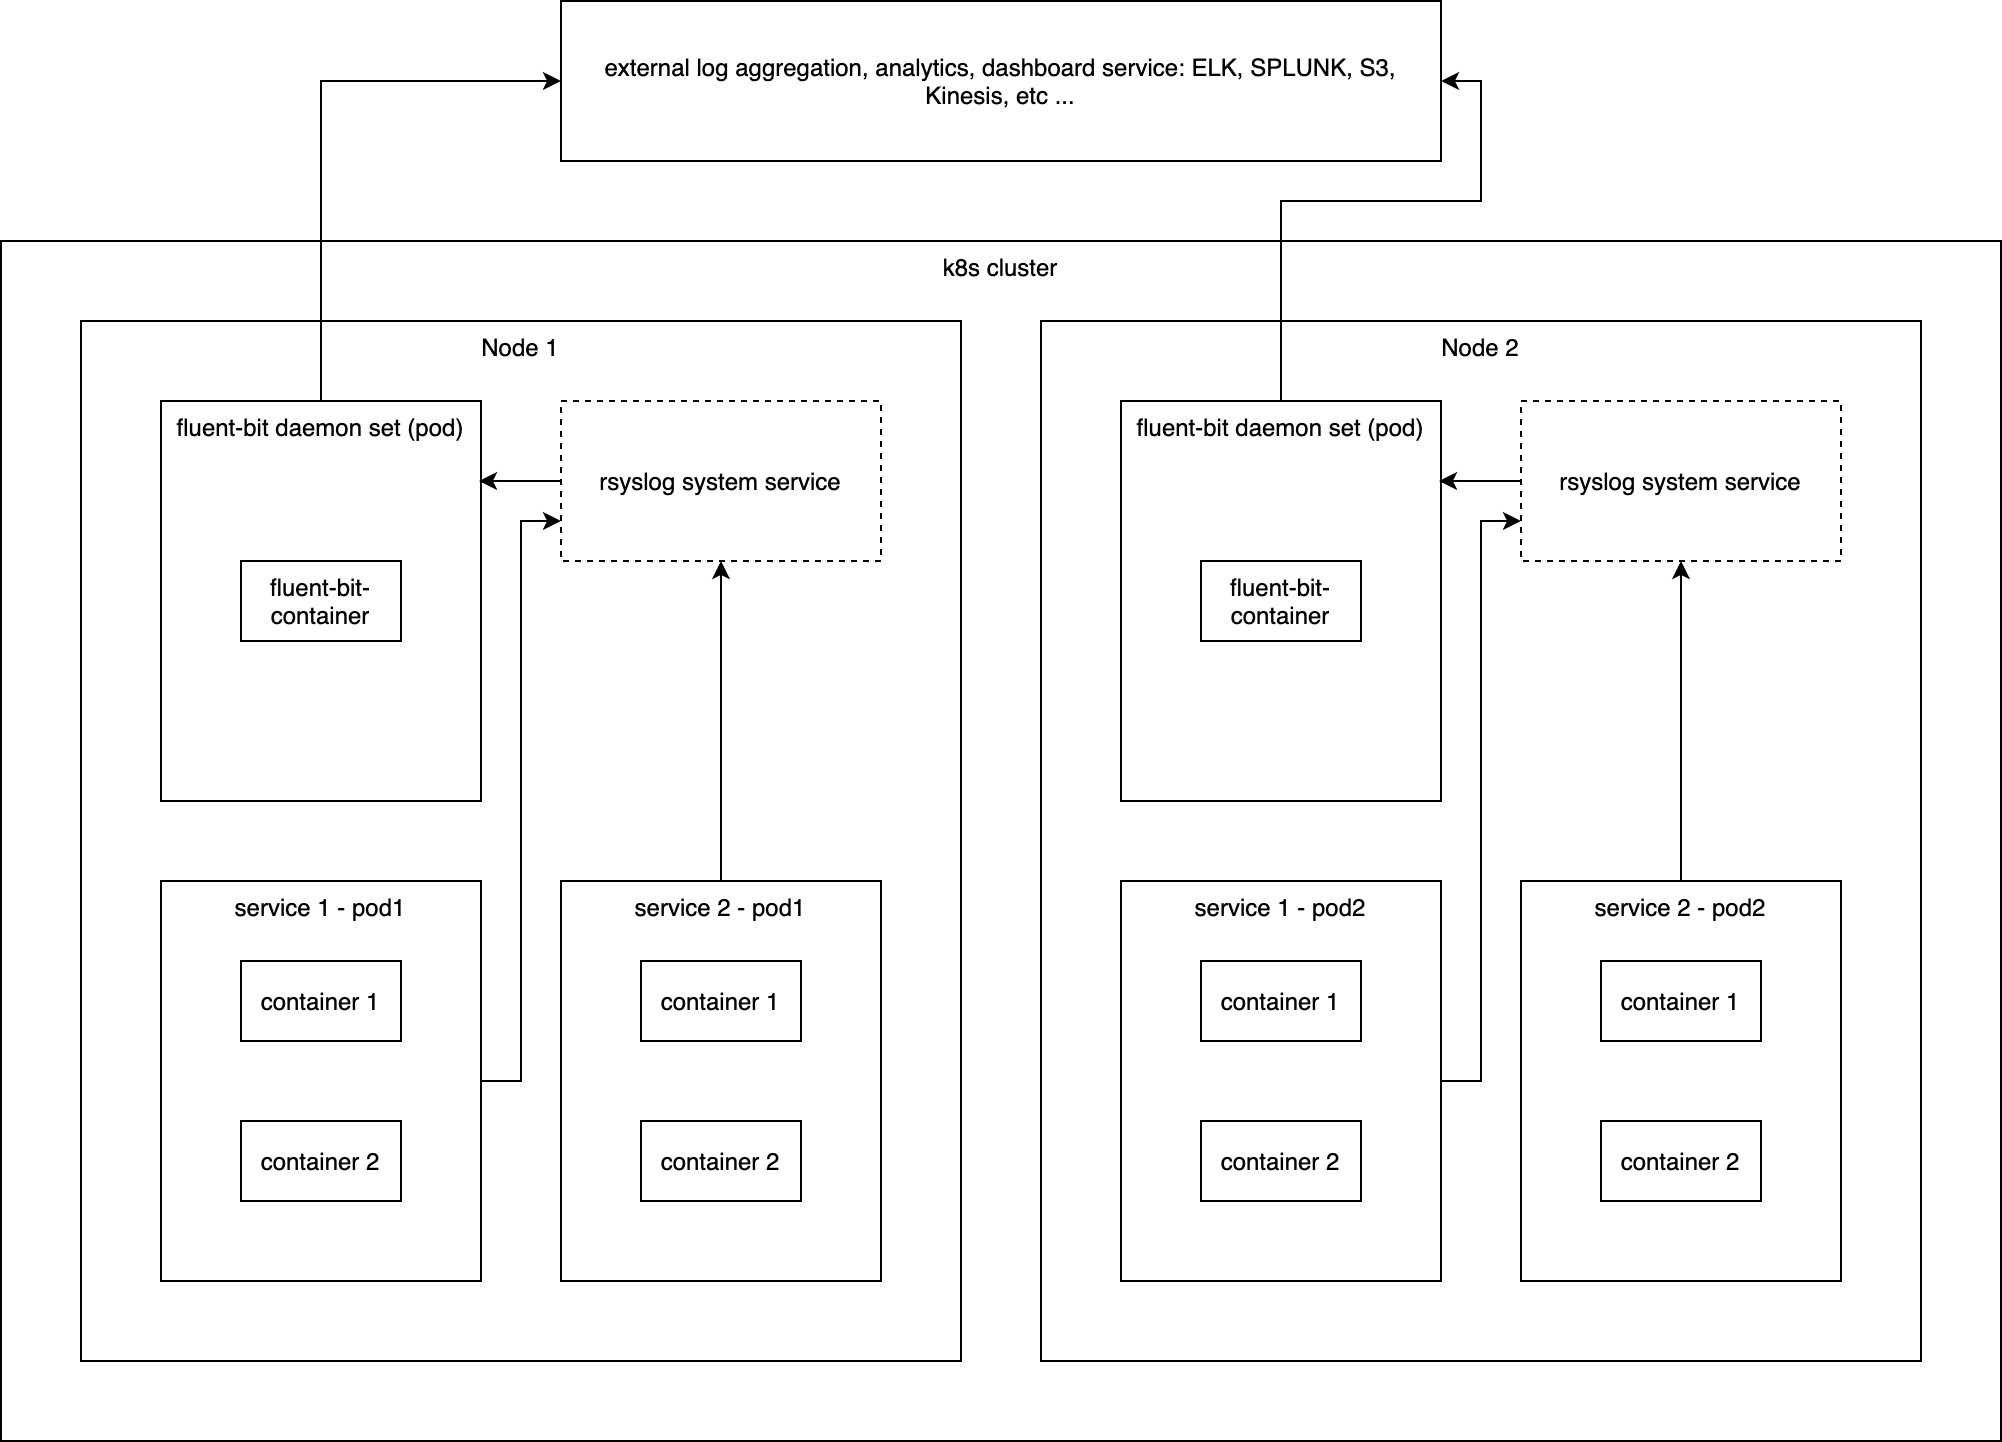 external log aggregation, analytics, dashboard service: ELK, SPLUNK, S3,
Kinesis, etc ...
k8s cluster
Node 1
fluent-bit daemon set (pod)
rsyslog system service
fluent-bit-
container
service 1 - pod1
container 1
container 2
service 2 - pod1
container 1
container 2
Node 2
fluent-bit daemon set (pod)
rsyslog system service
fluent-bit-
container
service 1 - pod2
container 1
container 2
service 2 - pod2
container 1
container 2